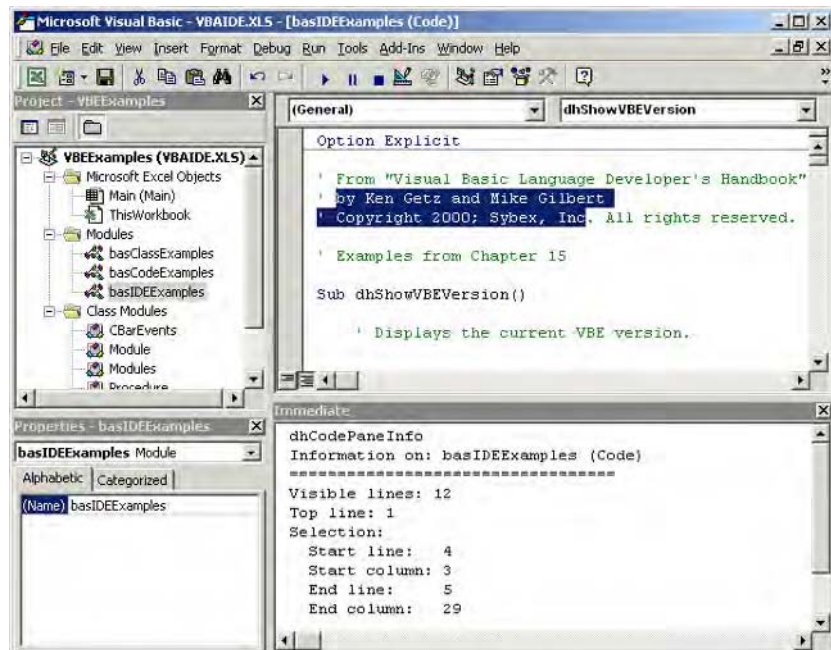 Microsoft Visual Basic - VBAIDE.XLS - [basIDEExamples (Code)]
File Edit View Insert Format Debug Run Tools Add-Ins Window Help
Project - VBEExamples
VBEExamples (VBAIDE.XLS)
Microsoft Excel Objects
Main (Main)
ThisWorkbook
Modules
basClassExamples
basCodeExamples
basIDEExamples
Class Modules
CBarEvents
Module
Modules
Procedure
(General)
dhShowVBEVersion
Option Explicit
' From "Visual Basic Language Developer's Handbook"
' by Ken Getz and Mike Gilbert
' Copyright 2000; Sybex, Inc. All rights reserved.
' Examples from Chapter 15
Sub dhShowVBEVersion()
' Displays the current VBE version.
Properties - basIDEExamples
basIDEExamples Module
Alphabetic Categorized
(Name) basIDEExamples
Immediate
dhCodePaneInfo
Information on: basIDEExamples (Code)
===================================
Visible lines: 12
Top line: 1
Selection:
Start line: 4
Start column: 3
End line: 5
End column: 29